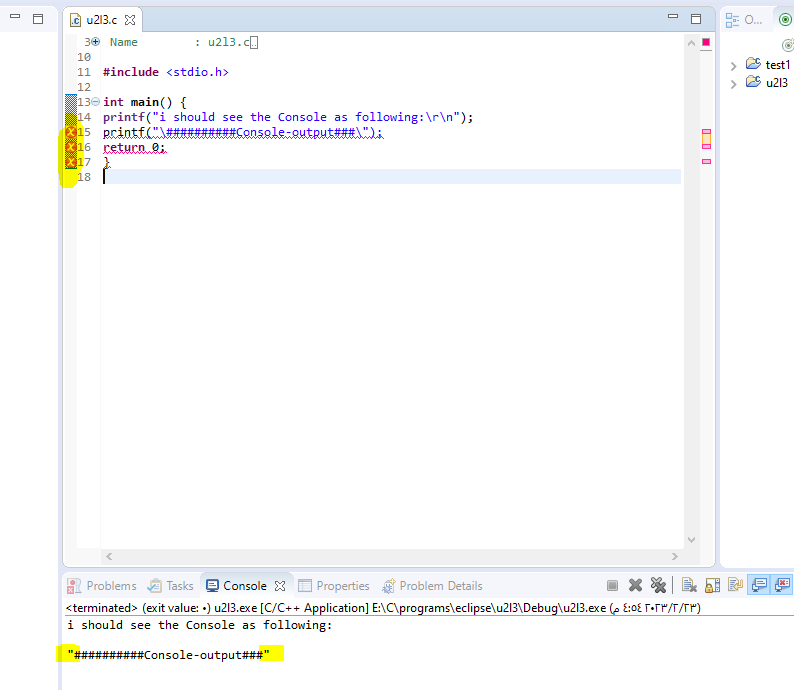 u2l3.c
O...
3 Name : u2l3.c
10
11 #include <stdio.h>
12
13 int main() {
14 printf("i should see the Console as following:\r\n");
15 printf("\##########Console-output###\");
16 return 0;
17 }
18
test1
u2l3
Problems Tasks Console Properties Problem Details
<terminated> (exit value: ٠) u2l3.exe [C/C++ Application] E:\C\programs\eclipse\u2l3\Debug\u2l3.exe (٢٠٢٣/٢/٢٣ ٤:٥٤ م)
i should see the Console as following:
"##########Console-output###"